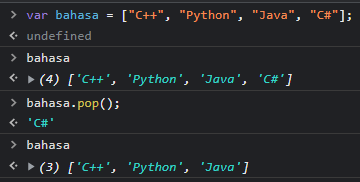 > var bahasa = ["C++", "Python", "Java", "C#"];
< undefined
> bahasa
< ▶ (4) ['C++', 'Python', 'Java', 'C#']
> bahasa.pop();
< 'C#'
> bahasa
< ▶ (3) ['C++', 'Python', 'Java']